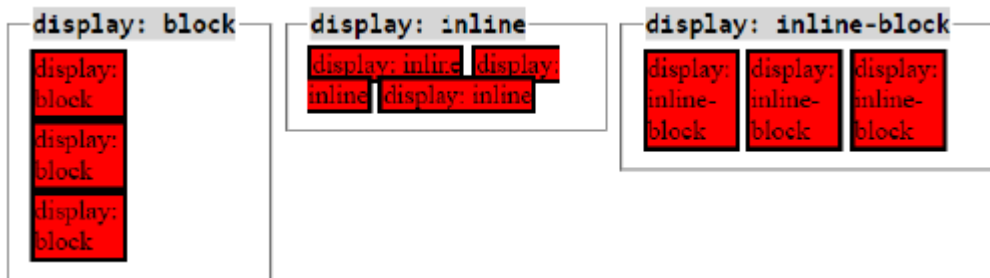 display: block
display:
block
display:
block
display:
block
display: inline
display: inline display:
inline display: inline
display: inline-block
display:
inline-
block
display:
inline-
block
display:
inline-
block